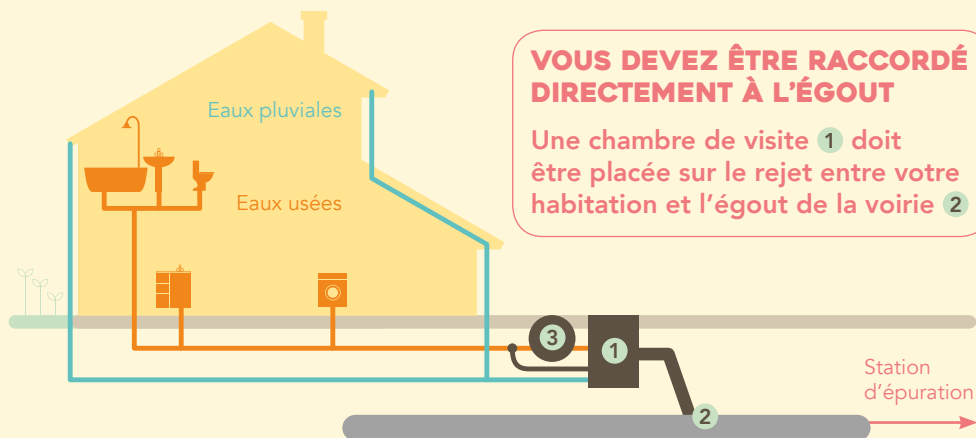 VOUS DEVEZ ÊTRE RACCORDÉ
DIRECTEMENT À L’ÉGOUT
Une chambre de visite 1 doit
être placée sur le rejet entre votre
habitation et l’égout de la voirie 2
Eaux pluviales
Eaux usées
3
1
2
Station
d’épuration